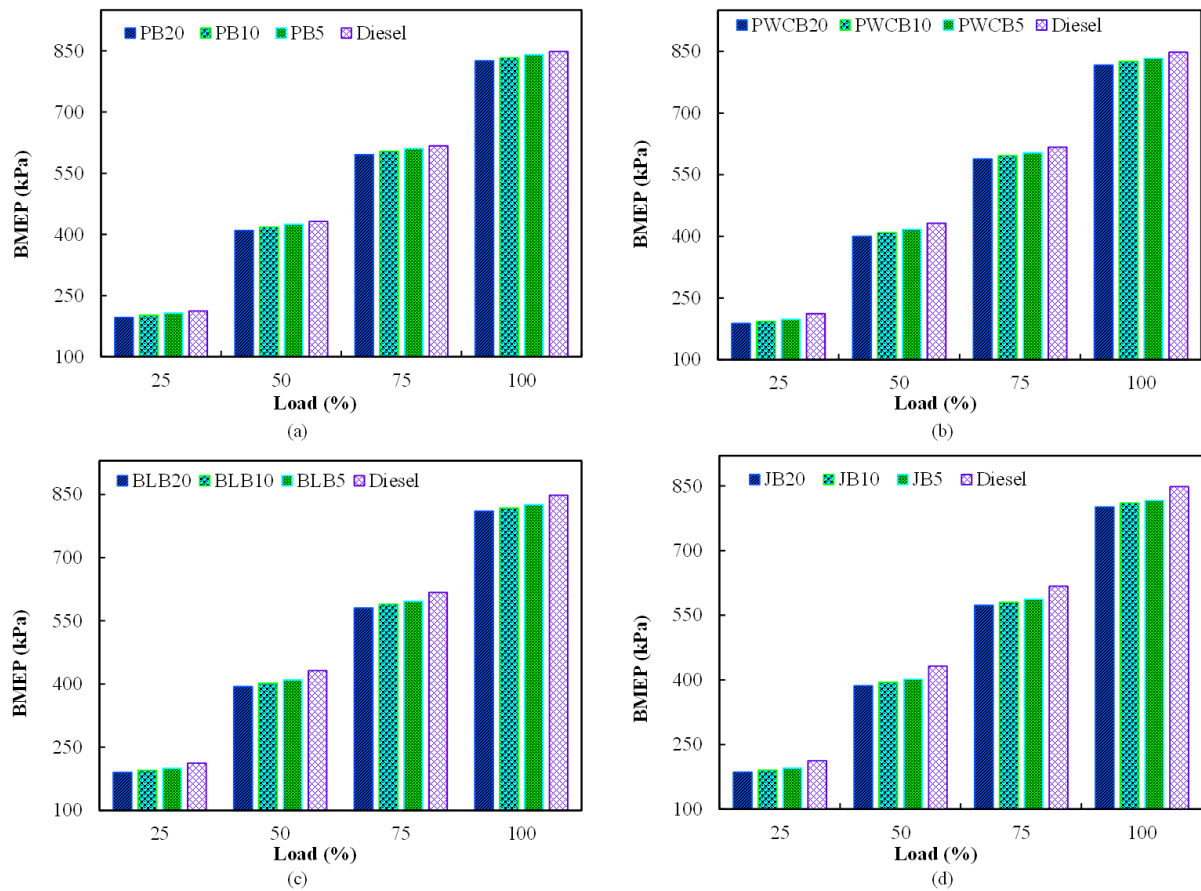 PB20 PB10 PB5 Diesel
850
700
550
400
250
100
BMEP (kPa)
25 50 75 100
Load (%)
(a)
PWCB20 PWCB10 PWCB5 Diesel
850
700
550
400
250
100
BMEP (kPa)
25 50 75 100
Load (%)
(b)
BLB20 BLB10 BLB5 Diesel
850
700
550
400
250
100
BMEP (kPa)
25 50 75 100
Load (%)
(c)
JB20 JB10 JB5 Diesel
850
700
550
400
250
100
BMEP (kPa)
25 50 75 100
Load (%)
(d)